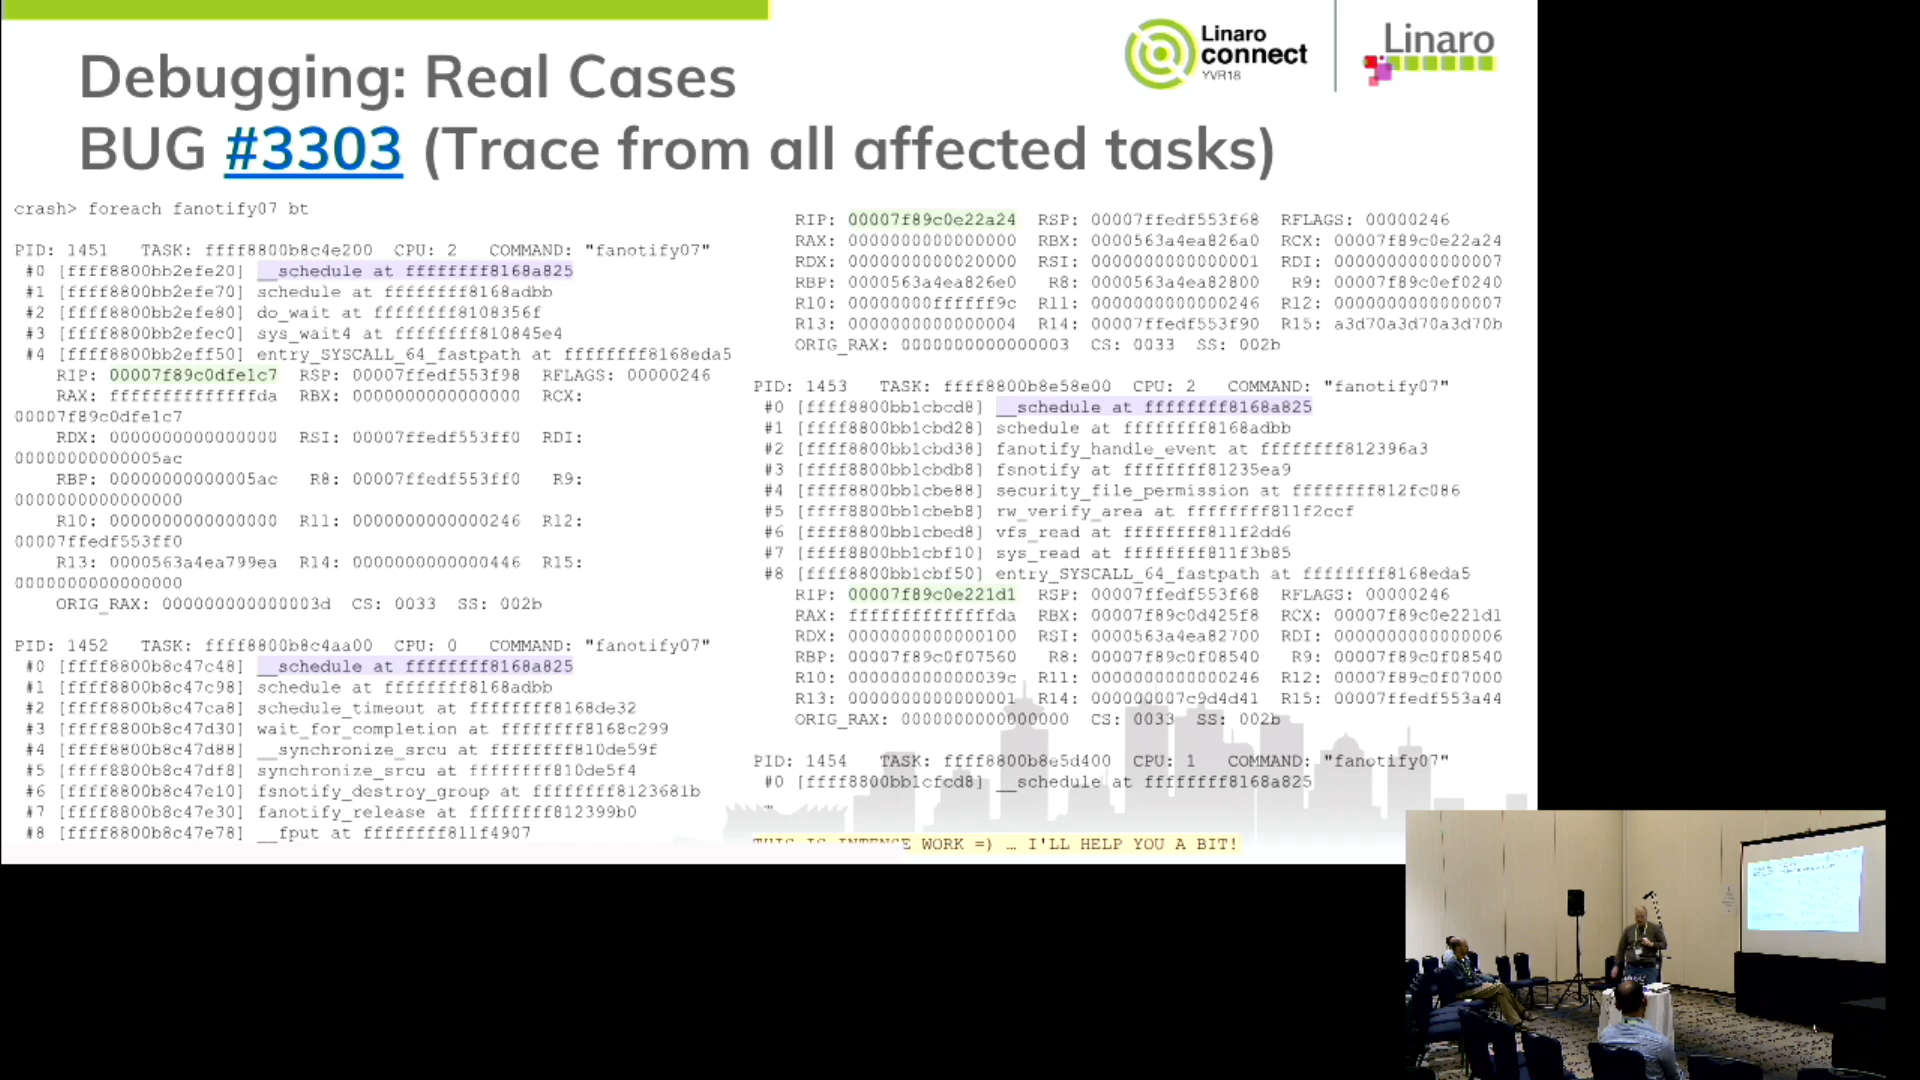 Debugging: Real Cases
BUG #3303 (Trace from all affected tasks)
Linaro
connect
YVR18
Linaro
crash> foreach fanotify07 bt
PID: 1451 TASK: ffff8800b8c4e200 CPU: 2 COMMAND: "fanotify07"
#0 [ffff8800bb2efe20] __schedule at ffffffff8168a825
#1 [ffff8800bb2efe70] schedule at ffffffff8168adbb
#2 [ffff8800bb2efe80] do_wait at ffffffff8108356f
#3 [ffff8800bb2efec0] sys_wait4 at ffffffff810845e4
#4 [ffff8800bb2eff50] entry_SYSCALL_64_fastpath at ffffffff8168eda5
RIP: 00007f89c0dfe1c7 RSP: 00007ffedf553f98 RFLAGS: 00000246
RAX: ffffffffffffffda RBX: 0000000000000000 RCX:
00007f89c0dfe1c7
RDX: 0000000000000000 RSI: 00007ffedf553ff0 RDI:
00000000000005ac
RBP: 00000000000005ac R8: 00007ffedf553ff0 R9:
0000000000000000
R10: 0000000000000000 R11: 0000000000000246 R12:
00007ffedf553ff0
R13: 0000563a4ea799ea R14: 0000000000000446 R15:
0000000000000000
ORIG_RAX: 000000000000003d CS: 0033 SS: 002b
PID: 1452 TASK: ffff8800b8c4aa00 CPU: 0 COMMAND: "fanotify07"
#0 [ffff8800b8c47c48] __schedule at ffffffff8168a825
#1 [ffff8800b8c47c98] schedule at ffffffff8168adbb
#2 [ffff8800b8c47ca8] schedule_timeout at ffffffff8168de32
#3 [ffff8800b8c47d30] wait_for_completion at ffffffff8168c299
#4 [ffff8800b8c47d88] __synchronize_srcu at ffffffff810de59f
#5 [ffff8800b8c47df8] synchronize_srcu at ffffffff810de5f4
#6 [ffff8800b8c47e10] fsnotify_destroy_group at ffffffff8123681b
#7 [ffff8800b8c47e30] fanotify_release at ffffffff812399b0
#8 [ffff8800b8c47e78] __fput at ffffffff811f4907
RIP: 00007f89c0e22a24 RSP: 00007ffedf553f68 RFLAGS: 00000246
RAX: 0000000000000000 RBX: 0000563a4ea826a0 RCX: 00007f89c0e22a24
RDX: 0000000000020000 RSI: 0000000000000001 RDI: 0000000000000007
RBP: 0000563a4ea826e0 R8: 0000563a4ea82800 R9: 00007f89c0ef0240
R10: 00000000ffffff9c R11: 0000000000000246 R12: 0000000000000007
R13: 0000000000000004 R14: 00007ffedf553f90 R15: a3d70a3d70a3d70b
ORIG_RAX: 0000000000000003 CS: 0033 SS: 002b
PID: 1453 TASK: ffff8800b8e58e00 CPU: 2 COMMAND: "fanotify07"
#0 [ffff8800bb1cbcd8] __schedule at ffffffff8168a825
#1 [ffff8800bb1cbd28] schedule at ffffffff8168adbb
#2 [ffff8800bb1cbd38] fanotify_handle_event at ffffffff812396a3
#3 [ffff8800bb1cbdb8] fsnotify at ffffffff81235ea9
#4 [ffff8800bb1cbe88] security_file_permission at ffffffff812fc086
#5 [ffff8800bb1cbeb8] rw_verify_area at ffffffff811f2ccf
#6 [ffff8800bb1cbed8] vfs_read at ffffffff811f2dd6
#7 [ffff8800bb1cbf10] sys_read at ffffffff811f3b85
#8 [ffff8800bb1cbf50] entry_SYSCALL_64_fastpath at ffffffff8168eda5
RIP: 00007f89c0e221d1 RSP: 00007ffedf553f68 RFLAGS: 00000246
RAX: ffffffffffffffda RBX: 00007f89c0d425f8 RCX: 00007f89c0e221d1
RDX: 0000000000000100 RSI: 0000563a4ea82700 RDI: 0000000000000006
RBP: 00007f89c0f07560 R8: 00007f89c0f08540 R9: 00007f89c0f08540
R10: 000000000000039c R11: 0000000000000246 R12: 00007f89c0f07000
R13: 0000000000000001 R14: 000000007c9d4d41 R15: 00007ffedf553a44
ORIG_RAX: 0000000000000000 CS: 0033 SS: 002b
PID: 1454 TASK: ffff8800b8e5d400 CPU: 1 COMMAND: "fanotify07"
#0 [ffff8800bb1cfcd8] __schedule at ffffffff8168a825
THIS IS INTENSE WORK =) … I'LL HELP YOU A BIT!